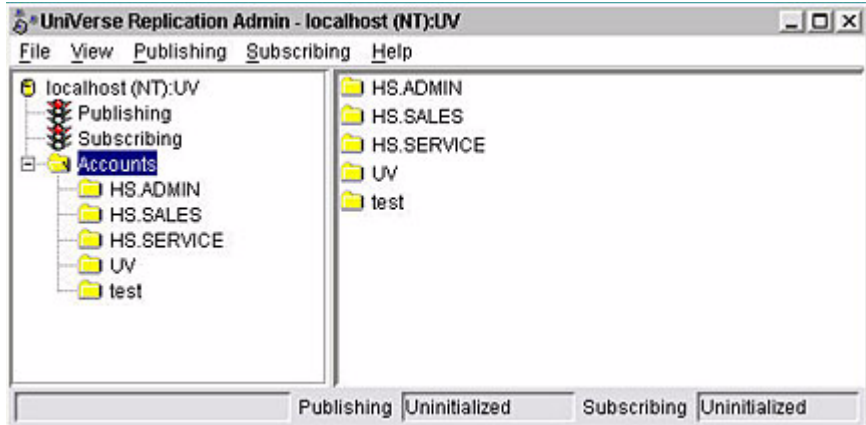 UniVerse Replication Admin - localhost (NT):UV
File View Publishing Subscribing Help
localhost (NT):UV
Publishing
Subscribing
Accounts
HS.ADMIN
HS.SALES
HS.SERVICE
UV
test
HS.ADMIN
HS.SALES
HS.SERVICE
UV
test
Publishing Uninitialized Subscribing Uninitialized